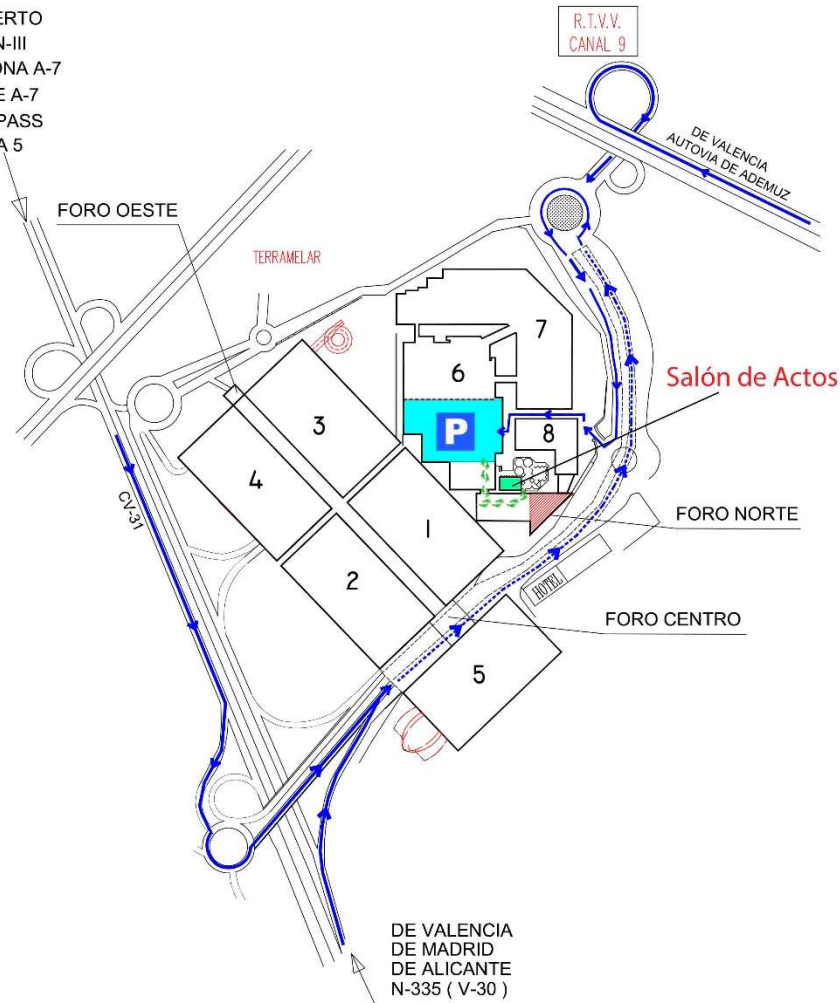 ERTO
N-III
ONA A-7
E A-7
PASS
A 5
R.T.V.V.
CANAL 9
DE VALENCIA
AUTOVIA DE ADEMUZ
FORO OESTE
TERRAMELAR
7
6
Salón de Actos
3
P
8
4
CV-31
1
FORO NORTE
2
HOTEL
FORO CENTRO
5
DE VALENCIA
DE MADRID
DE ALICANTE
N-335 ( V-30 )